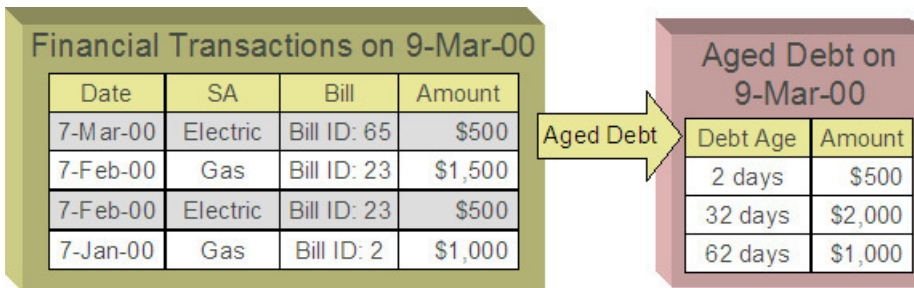 Financial Transactions on 9-Mar-00
Date SA Bill Amount
7-Mar-00 Electric Bill ID: 65 $500
7-Feb-00 Gas Bill ID: 23 $1,500
7-Feb-00 Electric Bill ID: 23 $500
7-Jan-00 Gas Bill ID: 2 $1,000
Aged Debt
Aged Debt on
9-Mar-00
Debt Age Amount
2 days $500
32 days $2,000
62 days $1,000